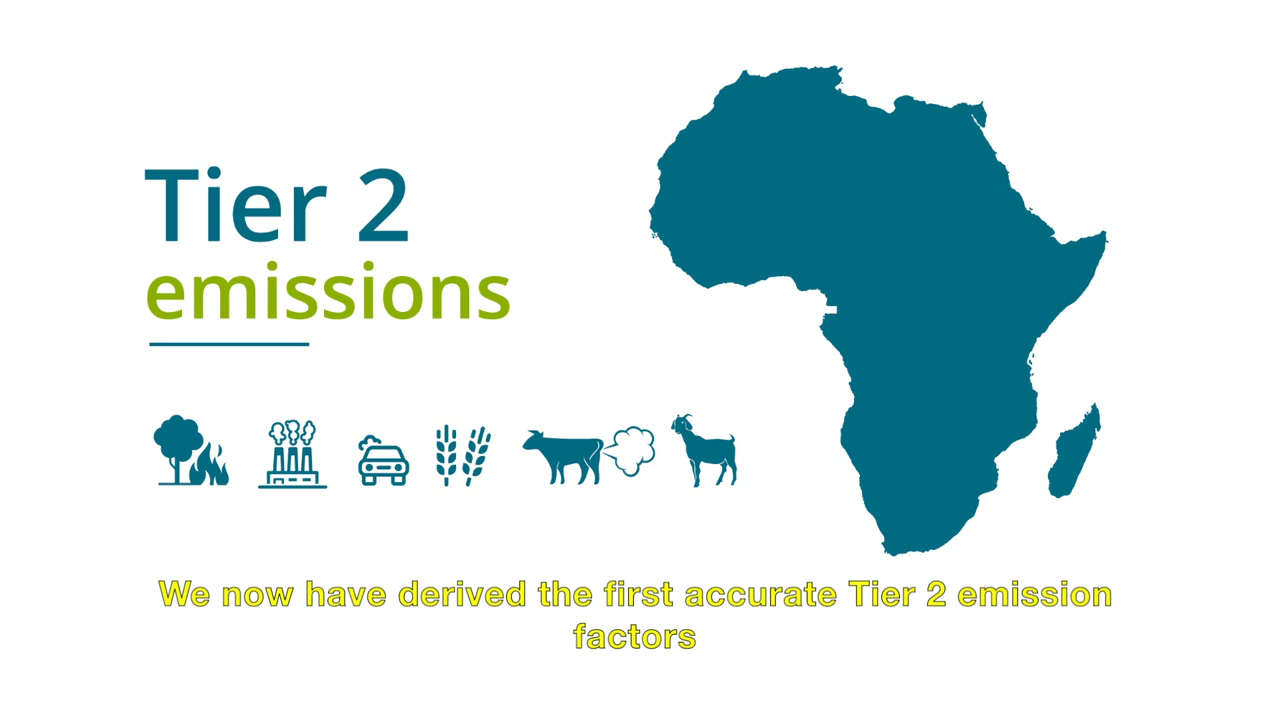 Tier 2
emissions
We now have derived the first accurate Tier 2 emission
factors